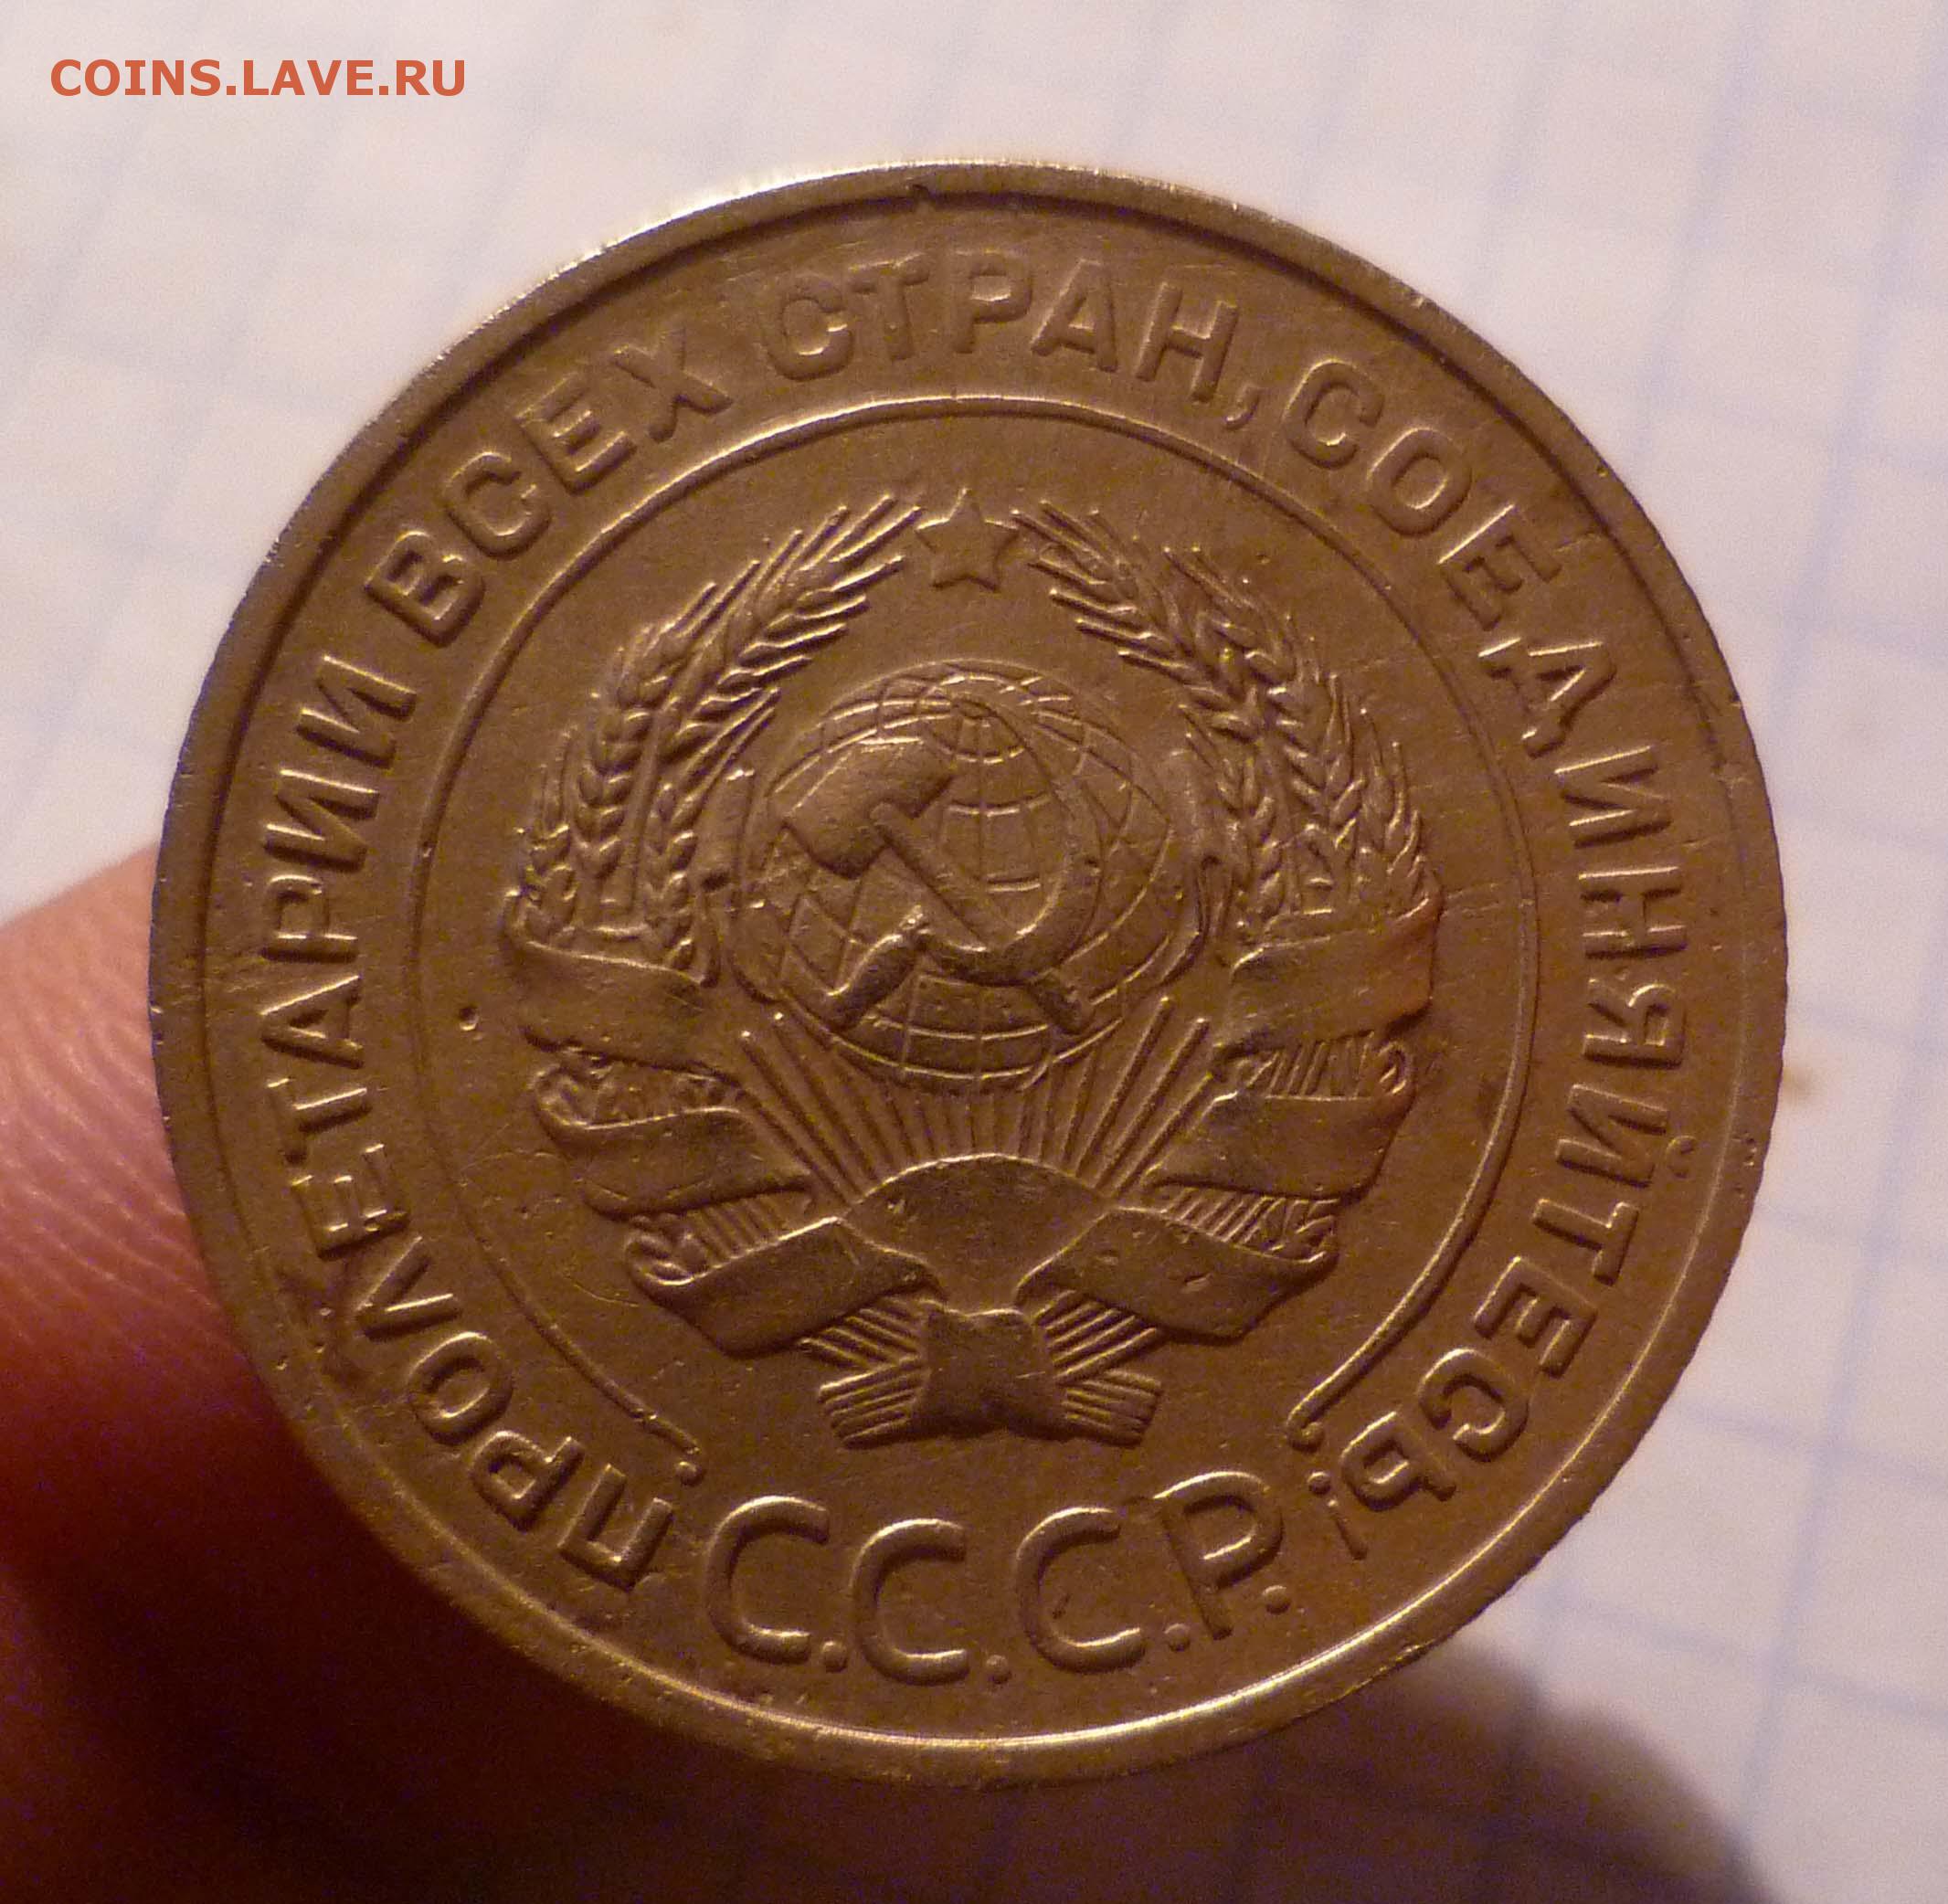 COINS.LAVE.RU
ПРОЛЕТАРИИ ВСЕХ СТРАН, СОЕДИНЯЙТЕСЬ!
С.С.С.Р.